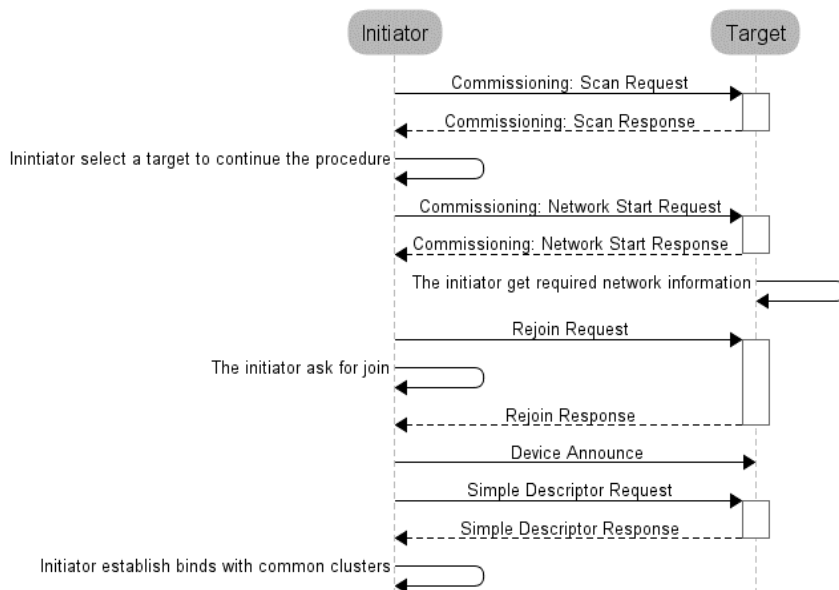 Initiator Target
Commissioning: Scan Request
Commissioning: Scan Response
Inintiator select a target to continue the procedure
Commissioning: Network Start Request
Commissioning: Network Start Response
The initiator get required network information
Rejoin Request
The initiator ask for join
Rejoin Response
Device Announce
Simple Descriptor Request
Simple Descriptor Response
Initiator establish binds with common clusters